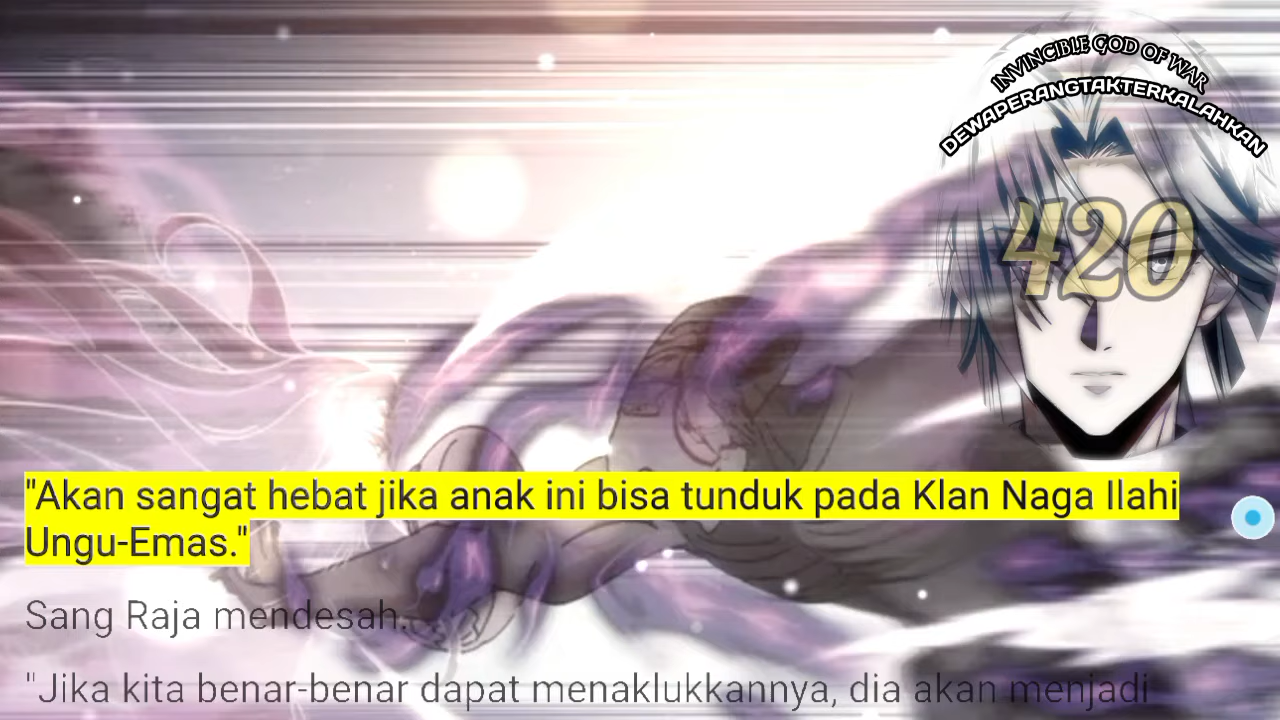 INVINCIBLE GOD OF WAR
DEWAPERANGTAKTERKALAHKAN
420
"Akan sangat hebat jika anak ini bisa tunduk pada Klan Naga Ilahi
Ungu-Emas."
Sang Raja mendesah.
"Jika kita benar-benar dapat menaklukkannya, dia akan menjadi